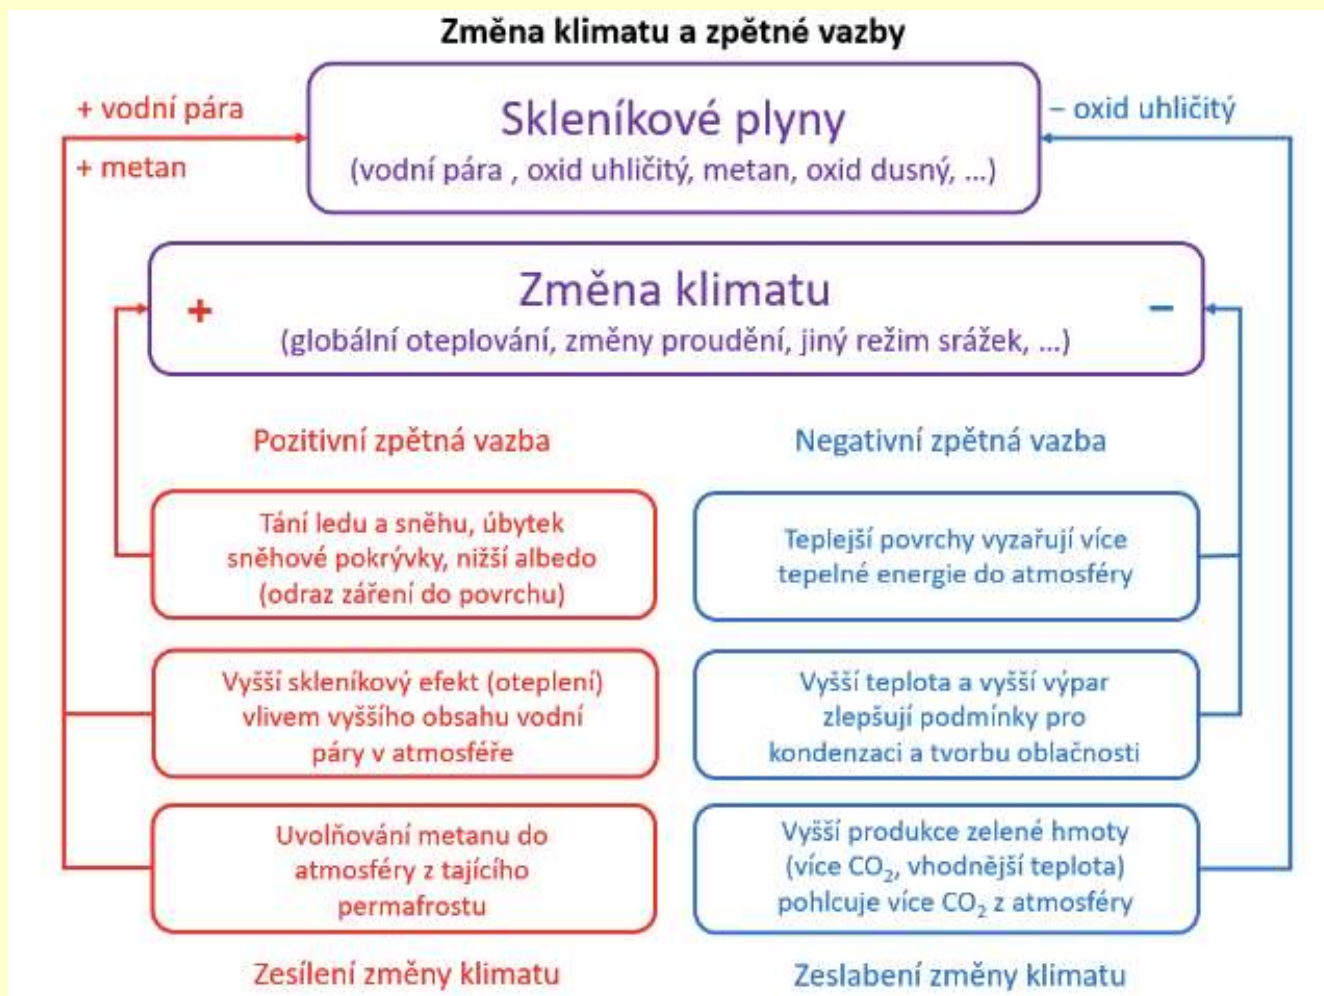 Změna klimatu a zpětné vazby
+ vodní pára
+ metan
Skleníkové plyny
(vodní pára , oxid uhličitý, metan, oxid dusný, ...)
– oxid uhličitý
+
Změna klimatu
(globální oteplování, změny proudění, jiný režim srážek, ...)
–
Pozitivní zpětná vazba
Tání ledu a sněhu, úbytek
sněhové pokrývky, nižší albedo
(odraz záření do povrchu)
Vyšší skleníkový efekt (oteplení)
vlivem vyššího obsahu vodní
páry v atmosféře
Uvolňování metanu do
atmosféry z tajícího
permafrostu
Zesílení změny klimatu
Negativní zpětná vazba
Teplejší povrchy vyzařují více
tepelné energie do atmosféry
Vyšší teplota a vyšší výpar
zlepšují podmínky pro
kondenzaci a tvorbu oblačnosti
Vyšší produkce zelené hmoty
(více CO₂, vhodnější teplota)
pohlcuje více CO₂ z atmosféry
Zeslabení změny klimatu